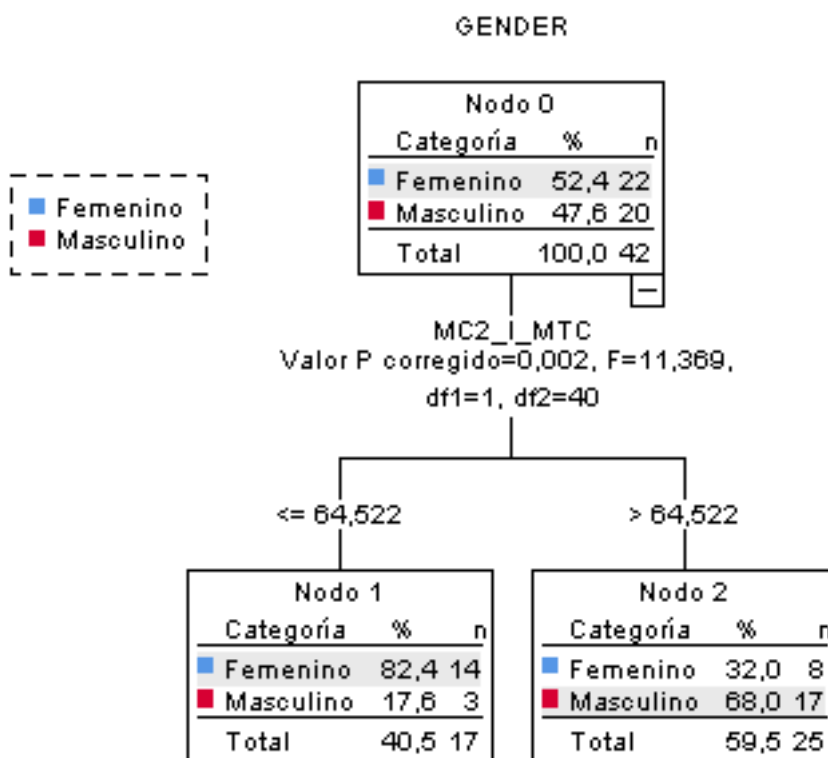 GENDER
Nodo 0
Categoría % n
Femenino 52,4 22
Masculino 47,6 20
Total 100,0 42
Femenino
Masculino
MC2_I_MTC
Valor P corregido=0,002, F=11,369,
df1=1, df2=40
<= 64,522
> 64,522
Nodo 1
Categoría % n
Femenino 82,4 14
Masculino 17,6 3
Total 40,5 17
Nodo 2
Categoría % n
Femenino 32,0 8
Masculino 68,0 17
Total 59,5 25